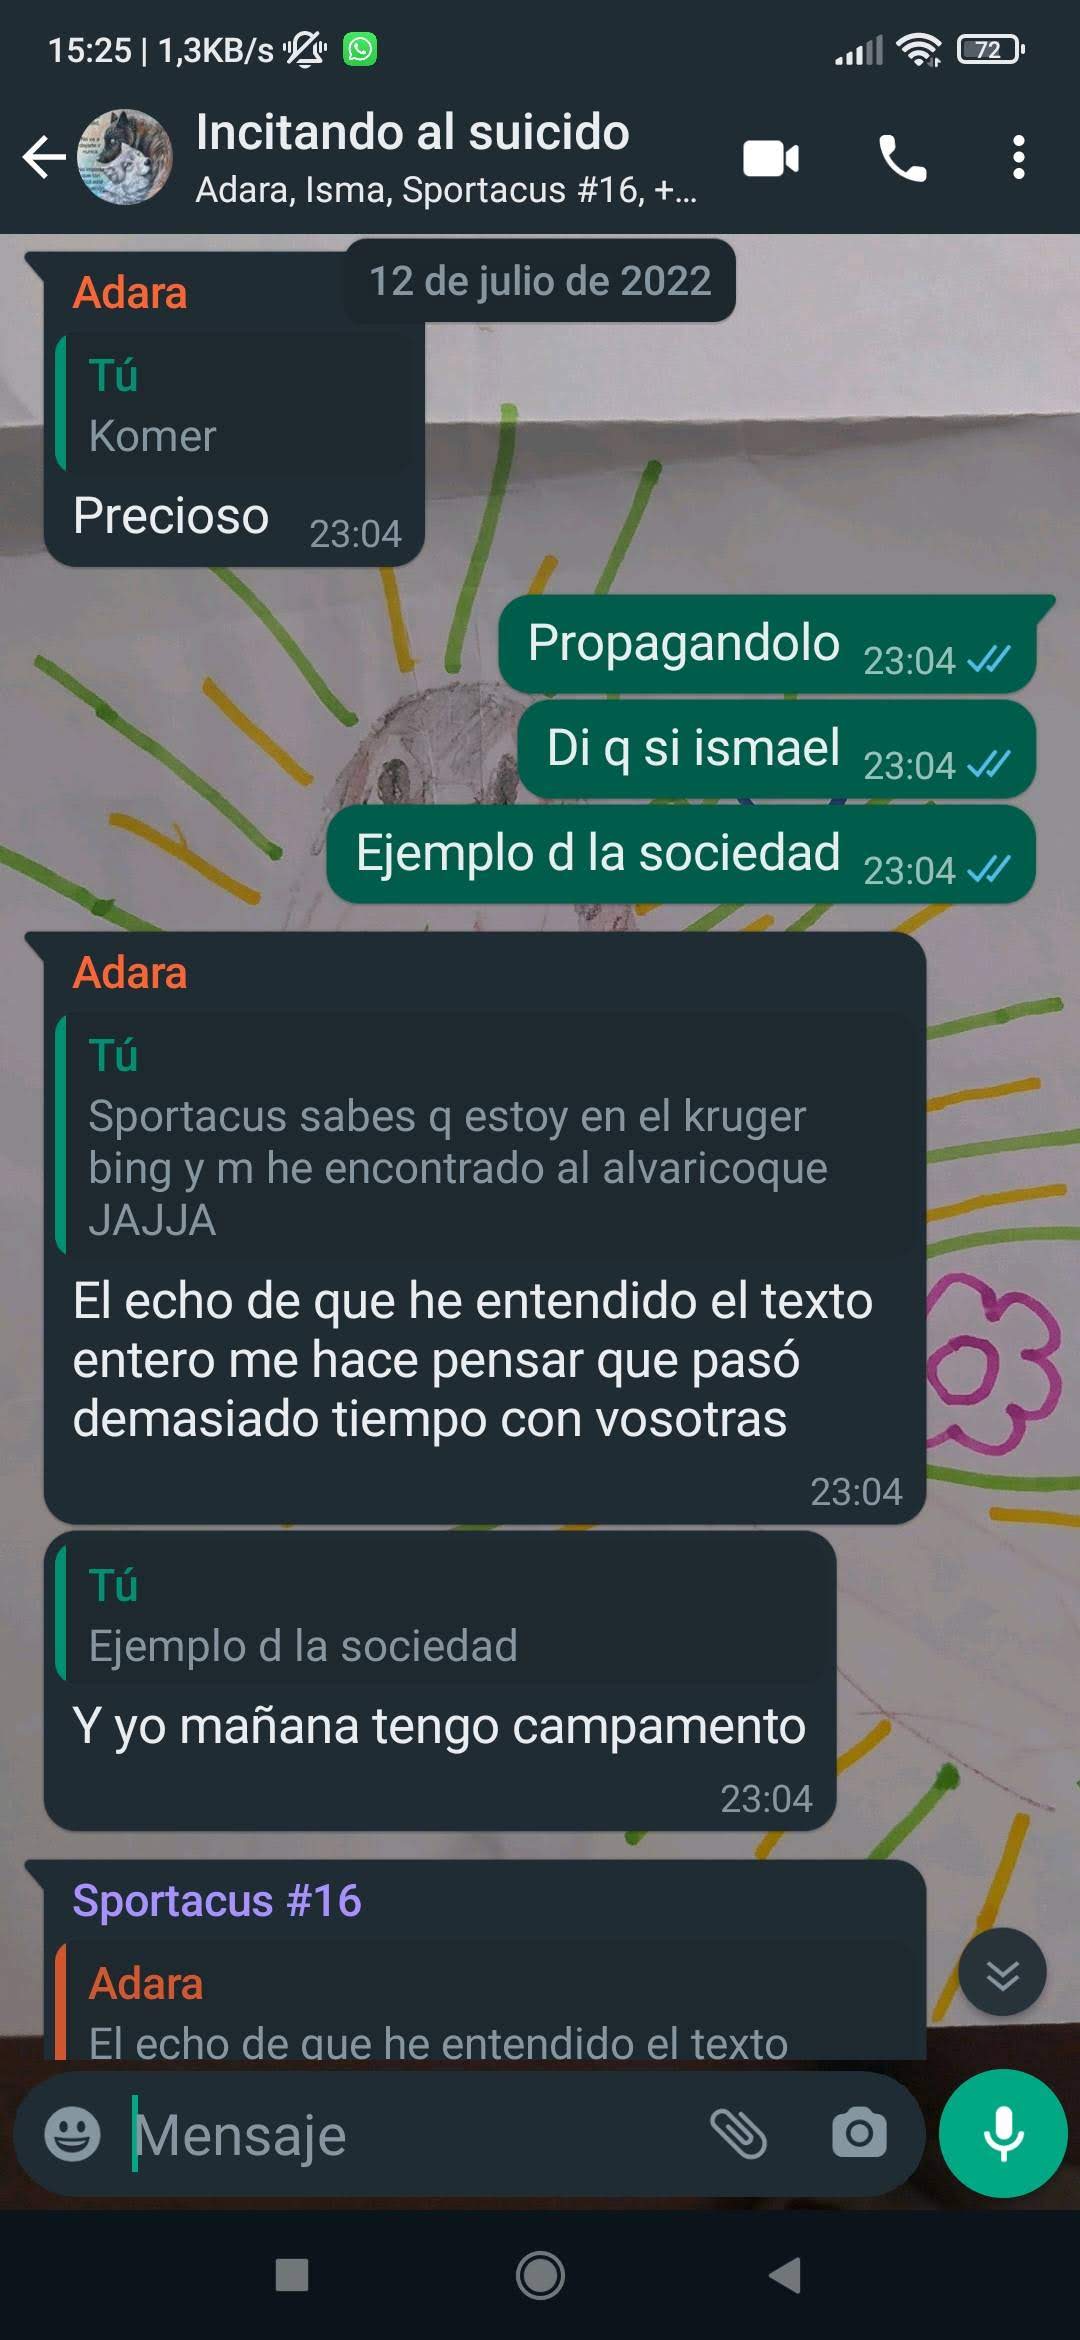 15:25 | 1,3KB/s
72
Incitando al suicido
Adara, Isma, Sportacus #16, +...
12 de julio de 2022
Adara
Tú
Komer
Precioso 23:04
Propagandolo 23:04
Di q si ismael 23:04
Ejemplo d la sociedad 23:04
Adara
Tú
Sportacus sabes q estoy en el kruger
bing y m he encontrado al alvaricoque
JAJJA
El echo de que he entendido el texto
entero me hace pensar que pasó
demasiado tiempo con vosotras
23:04
Tú
Ejemplo d la sociedad
Y yo mañana tengo campamento
23:04
Sportacus #16
Adara
El echo de que he entendido el texto
Mensaje